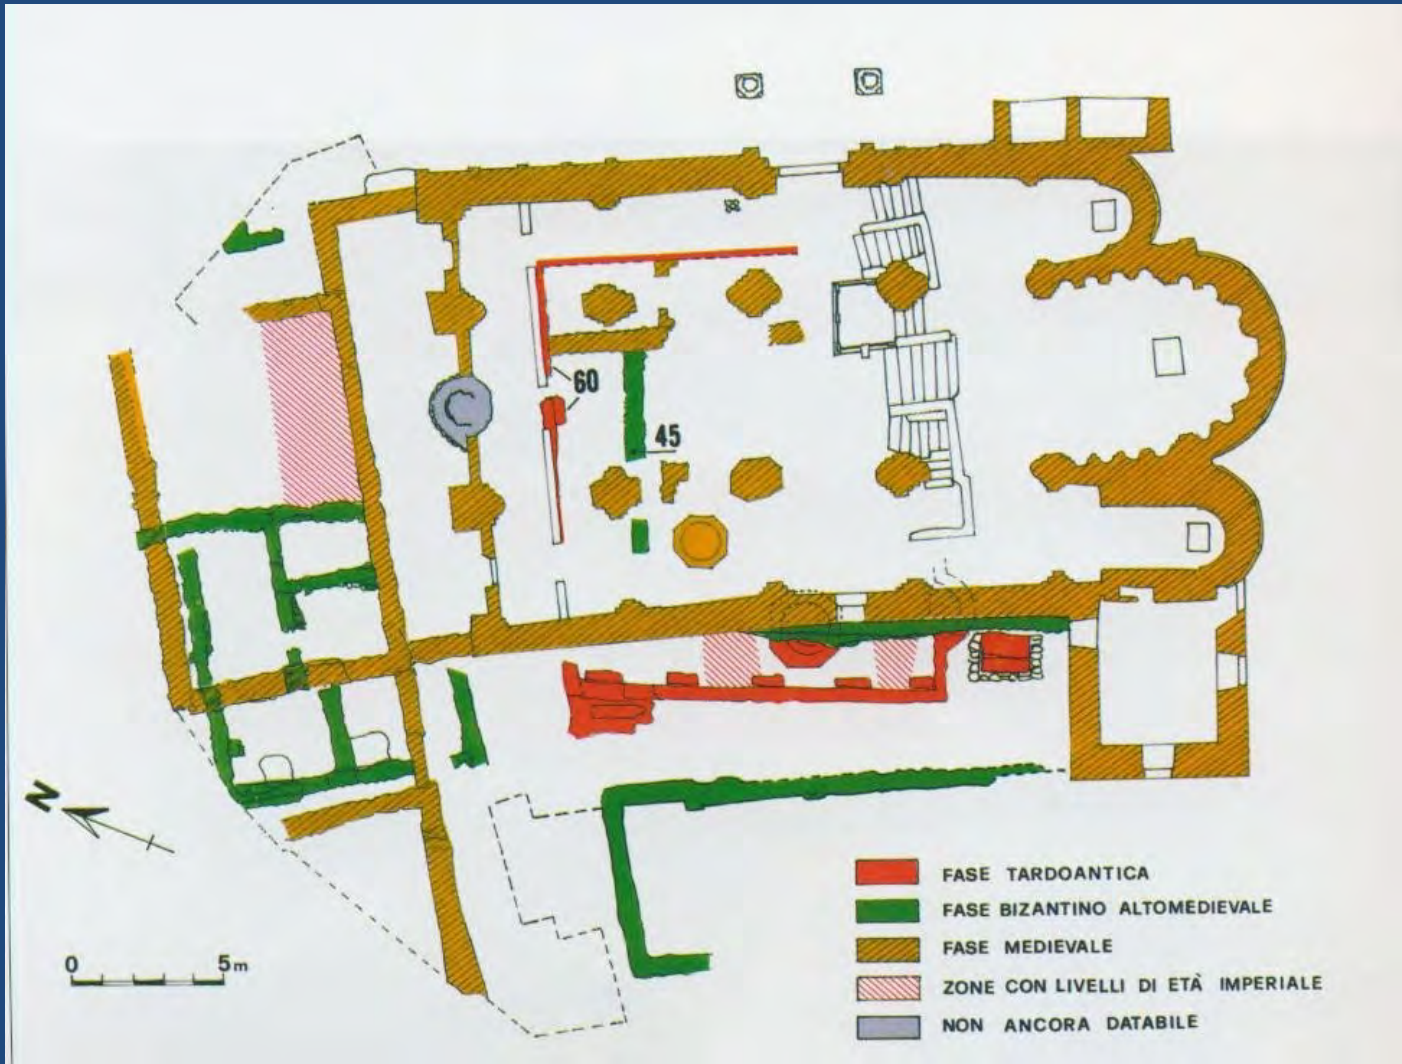 60
45
N
0 5m
FASE TARDOANTICA
FASE BIZANTINO ALTOMEDIEVALE
FASE MEDIEVALE
ZONE CON LIVELLI DI ETÀ IMPERIALE
NON ANCORA DATABILE